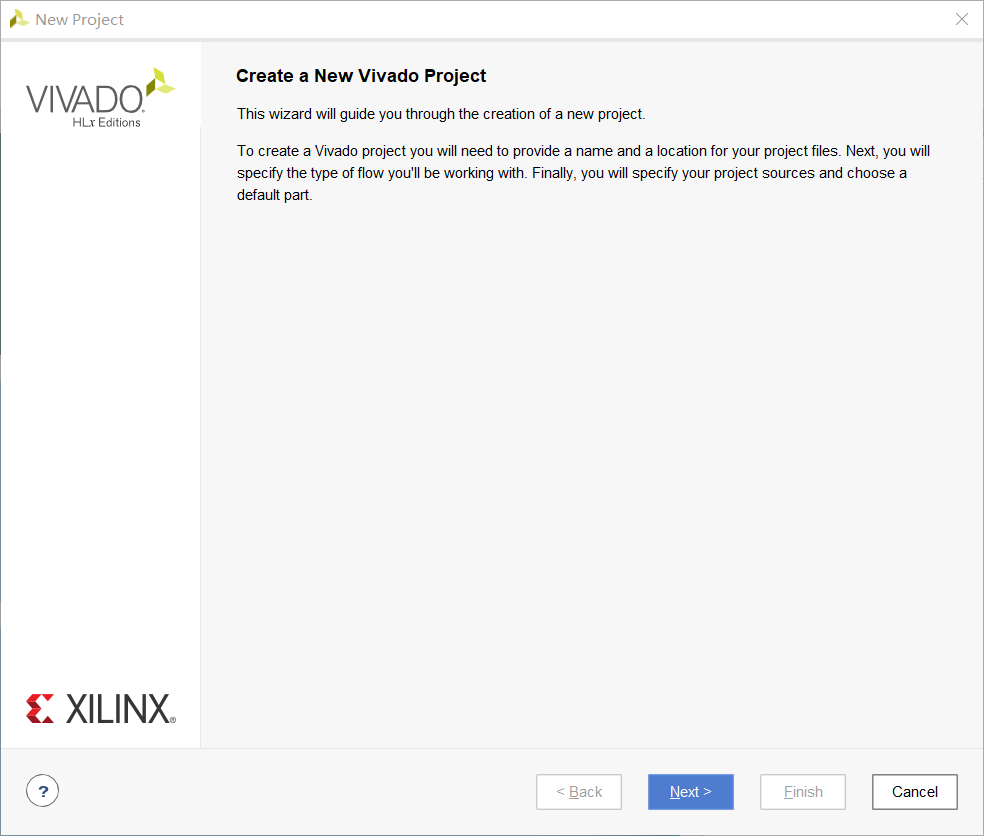 New Project
VIVADO.
HLx Editions
Create a New Vivado Project
This wizard will guide you through the creation of a new project.
To create a Vivado project you will need to provide a name and a location for your project files. Next, you will
specify the type of flow you'll be working with. Finally, you will specify your project sources and choose a
default part.
XILINX®
?
< Back
Next >
Finish
Cancel